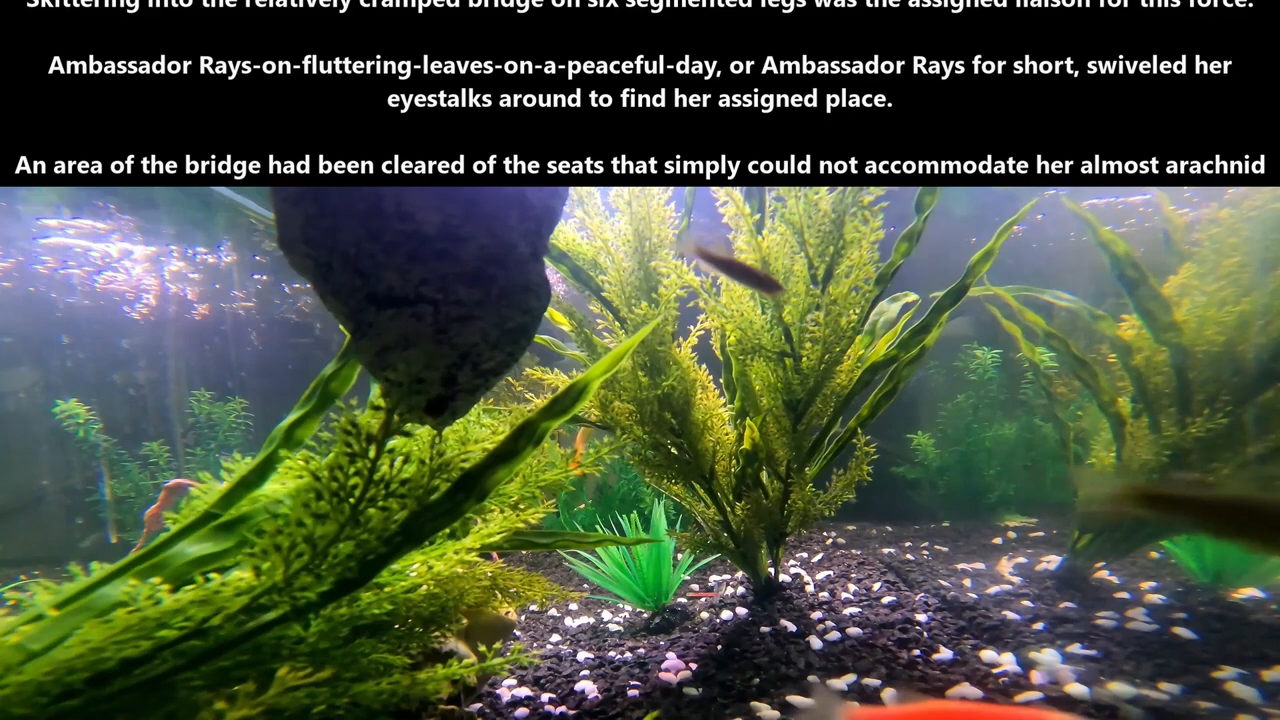 Skittering into the relatively cramped bridge on six segmented legs was the assigned liaison for this force.
Ambassador Rays-on-fluttering-leaves-on-a-peaceful-day, or Ambassador Rays for short, swiveled her
eyestalks around to find her assigned place.
An area of the bridge had been cleared of the seats that simply could not accommodate her almost arachnid